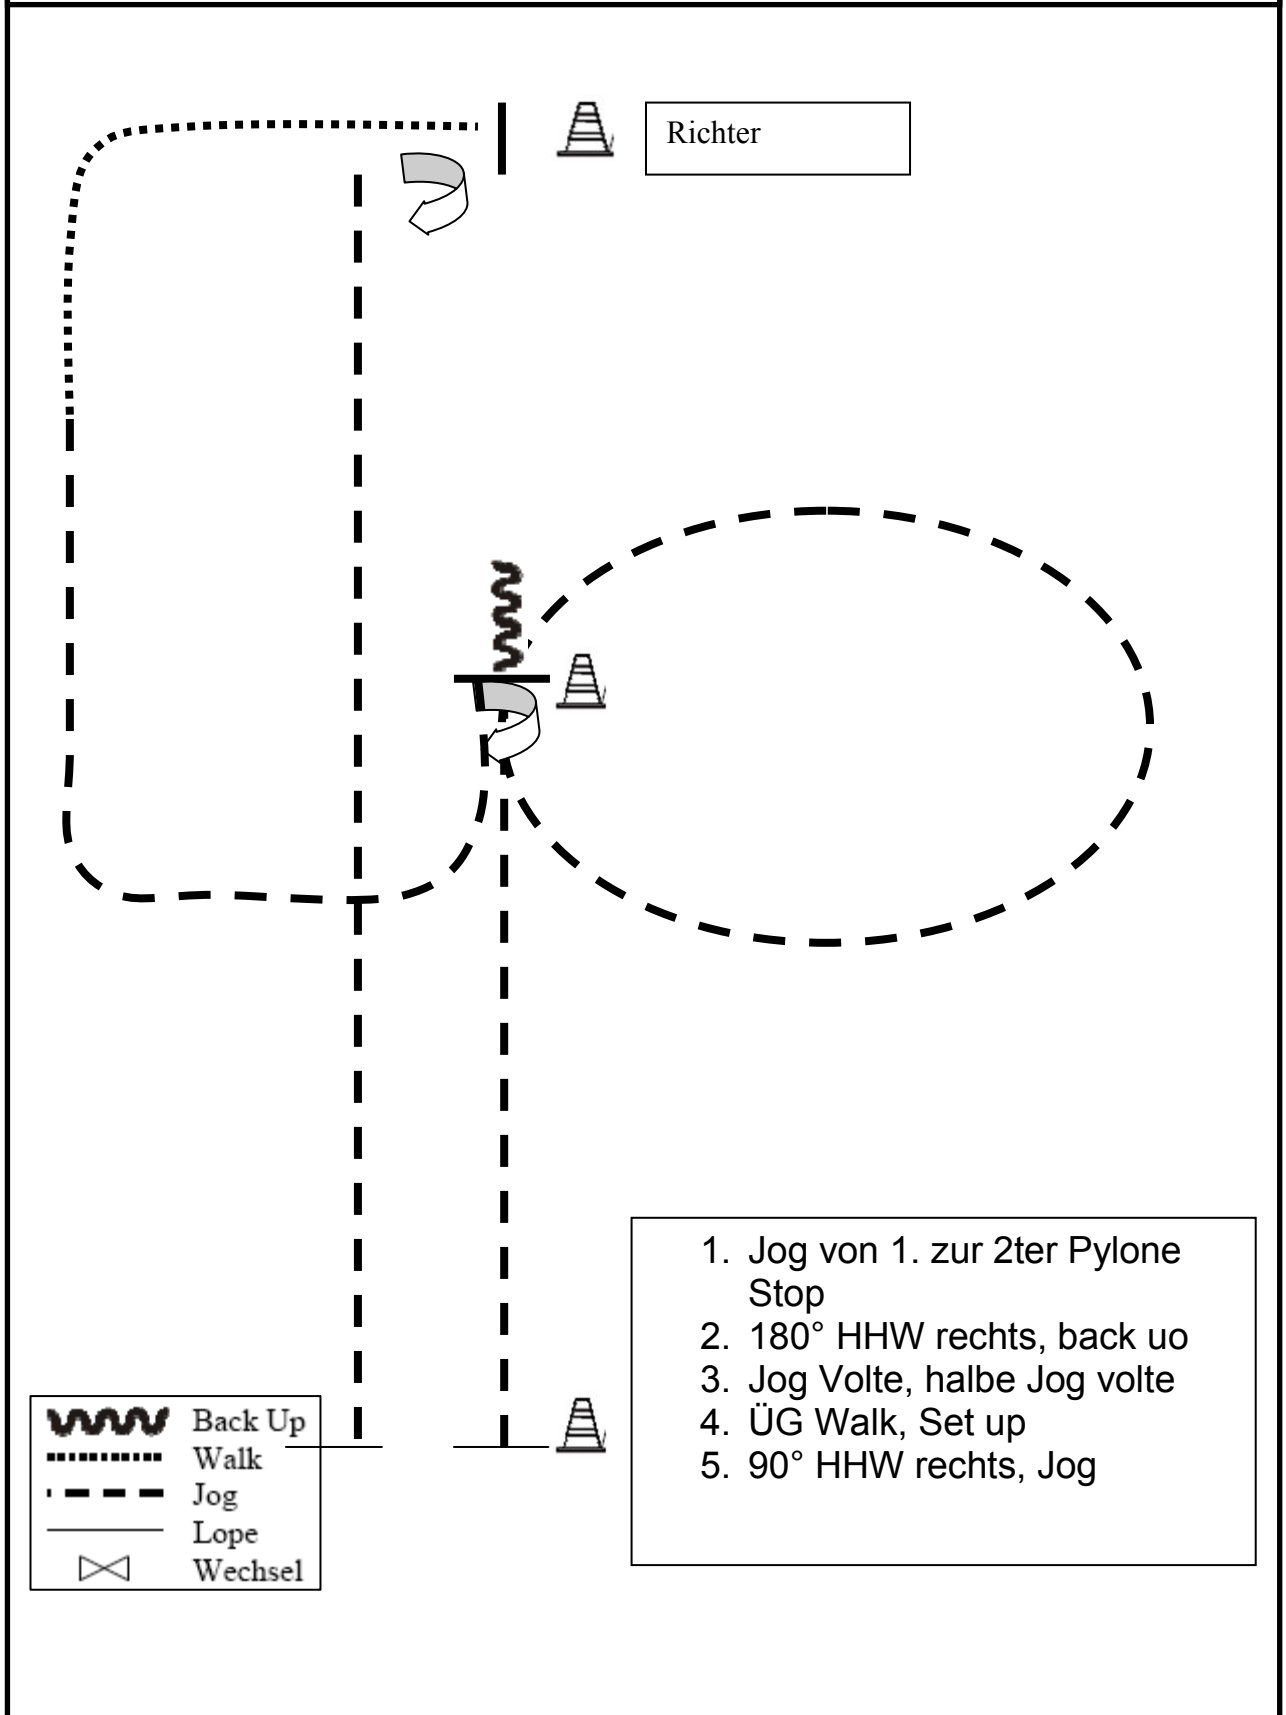 Richter
1. Jog von 1. zur 2ter Pylone
Stop
2. 180° HHW rechts, back uo
3. Jog Volte, halbe Jog volte
4. ÜG Walk, Set up
5. 90° HHW rechts, Jog
Back Up
Walk
Jog
Lope
Wechsel